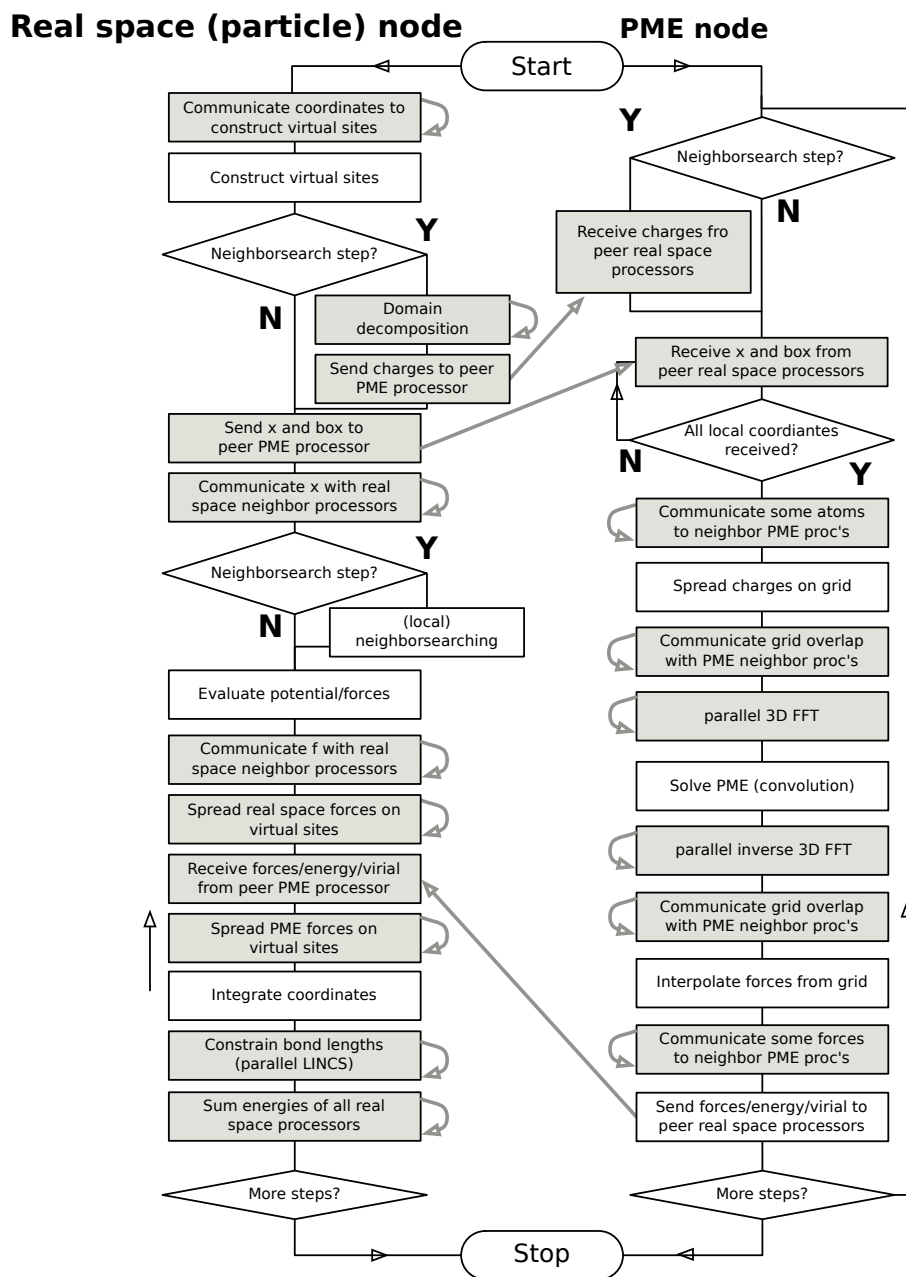 Real space (particle) node
PME node
Start
Communicate coordinates to
construct virtual sites
Construct virtual sites
Neighborsearch step?
Y
N
Domain
decomposition
Send charges to peer
PME processor
Send x and box to
peer PME processor
Communicate x with real
space neighbor processors
Neighborsearch step?
Y
N
(local)
neighborsearching
Evaluate potential/forces
Communicate f with real
space neighbor processors
Spread real space forces on
virtual sites
Receive forces/energy/virial
from peer PME processor
Spread PME forces on
virtual sites
Integrate coordinates
Constrain bond lengths
(parallel LINCS)
Sum energies of all real
space processors
More steps?
Y
Neighborsearch step?
N
Receive charges fro
peer real space
processors
Receive x and box from
peer real space processors
All local coordiantes
received?
N
Y
Communicate some atoms
to neighbor PME proc's
Spread charges on grid
Communicate grid overlap
with PME neighbor proc's
parallel 3D FFT
Solve PME (convolution)
parallel inverse 3D FFT
Communicate grid overlap
with PME neighbor proc's
Interpolate forces from grid
Communicate some forces
to neighbor PME proc's
Send forces/energy/virial to
peer real space processors
More steps?
Stop